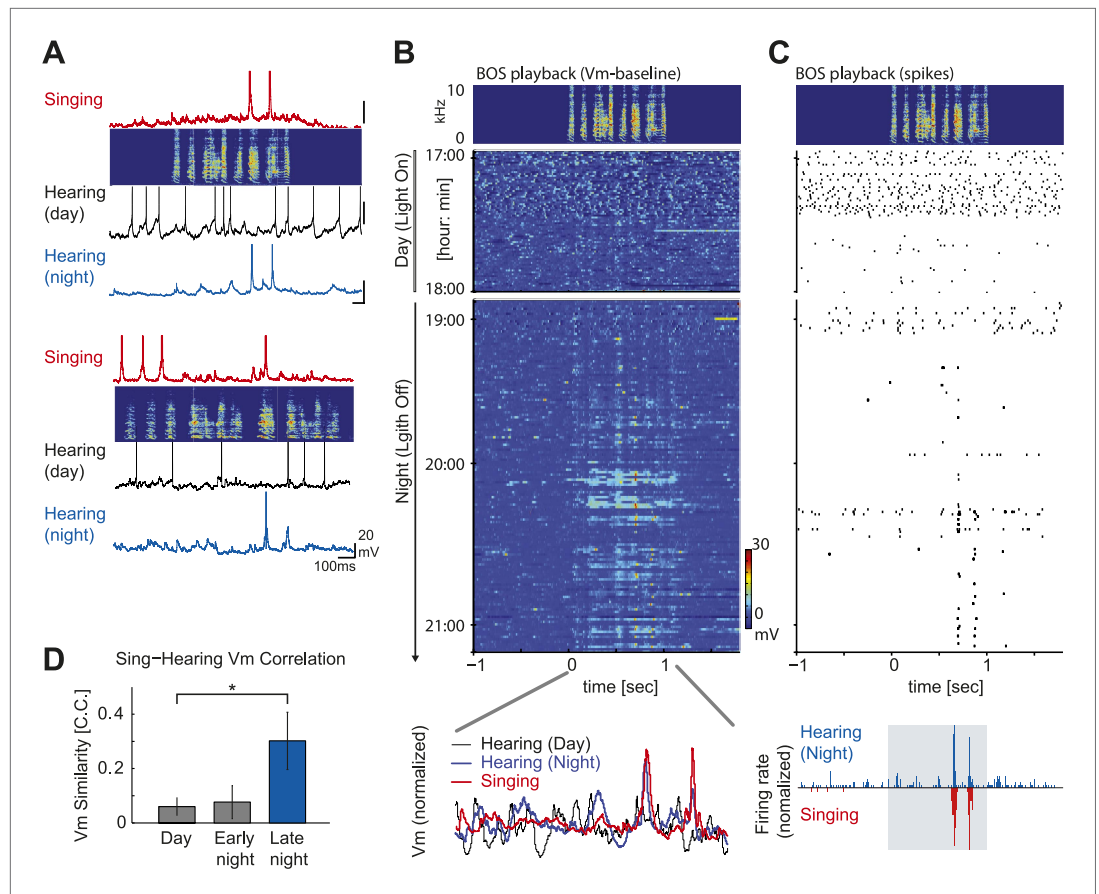 A
Singing
Hearing
(day)
Hearing
(night)
Singing
Hearing
(day)
Hearing
(night)
20
mV
100ms
B
BOS playback (Vm-baseline)
10
kHz
0
Day (Light On)
[hour: min]
17:00
18:00
Night (Lgith Off)
19:00
20:00
21:00
30
0
mV
-1
0
1
time [sec]
Vm (normalized)
Hearing (Day)
Hearing (Night)
Singing
C
BOS playback (spikes)
-1
0
1
time [sec]
Firing rate
(nomalized)
Hearing
(Night)
Singing
D
Sing-Hearing Vm Correlation
Vm Similarity [C.C.]
0.4
0.2
0
*
Day
Early
night
Late
night